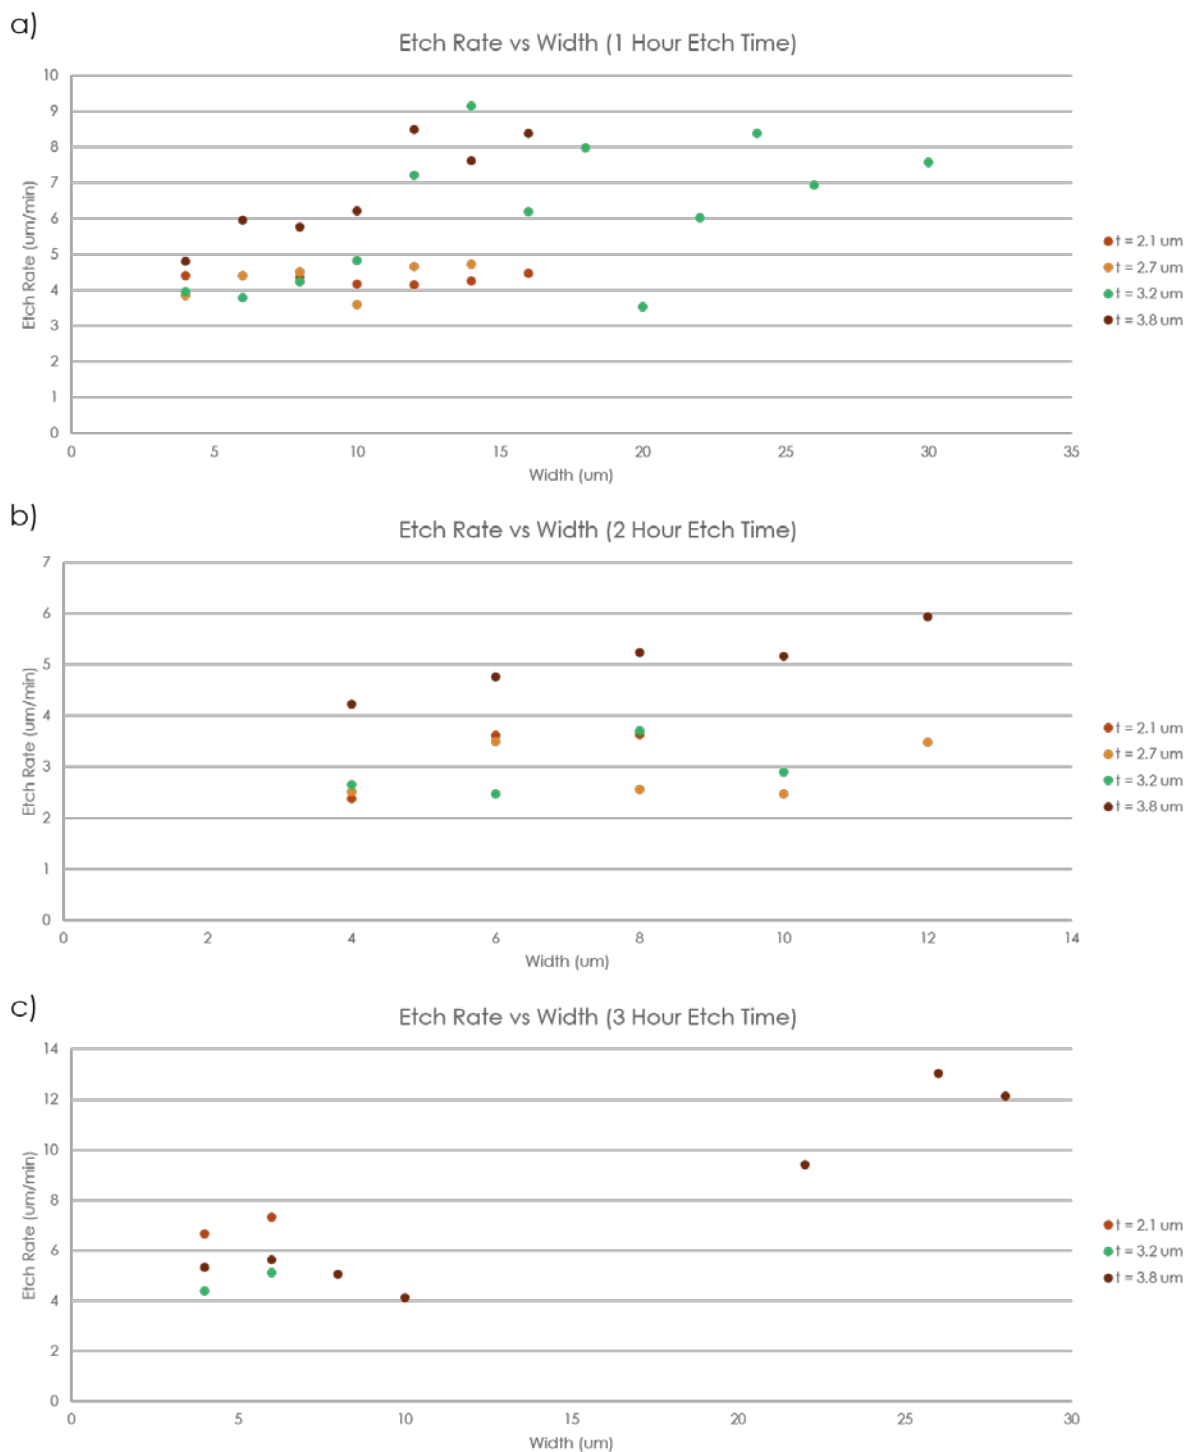 a)
Etch Rate vs Width (1 Hour Etch Time)
10
9
8
7
6
5
4
3
2
1
0
Etch Rate (um/min)
0 5 10 15 20 25 30 35
Width (um)
t = 2.1 um
t = 2.7 um
t = 3.2 um
t = 3.8 um
b)
Etch Rate vs Width (2 Hour Etch Time)
7
6
5
4
3
2
1
0
Etch Rate (um/min)
0 2 4 6 8 10 12 14
Width (um)
t = 2.1 um
t = 2.7 um
t = 3.2 um
t = 3.8 um
c)
Etch Rate vs Width (3 Hour Etch Time)
14
12
10
8
6
4
2
0
Etch Rate (um/min)
0 5 10 15 20 25 30
Width (um)
t = 2.1 um
t = 3.2 um
t = 3.8 um